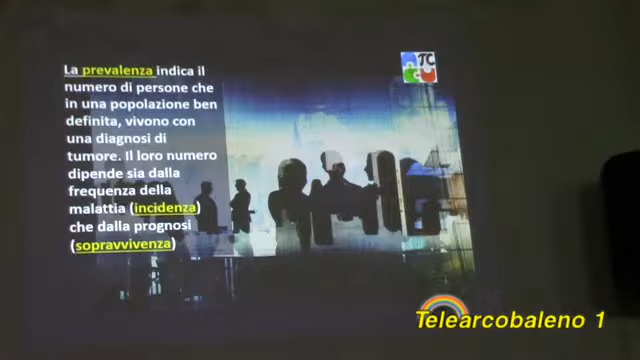 La prevalenza indica il
numero di persone che
in una popolazione ben
definita, vivono con
una diagnosi di
tumore. Il loro numero
dipende sia dalla
frequenza della
malattia (incidenza)
che dalla prognosi
(sopravvivenza)
Telearcobaleno 1